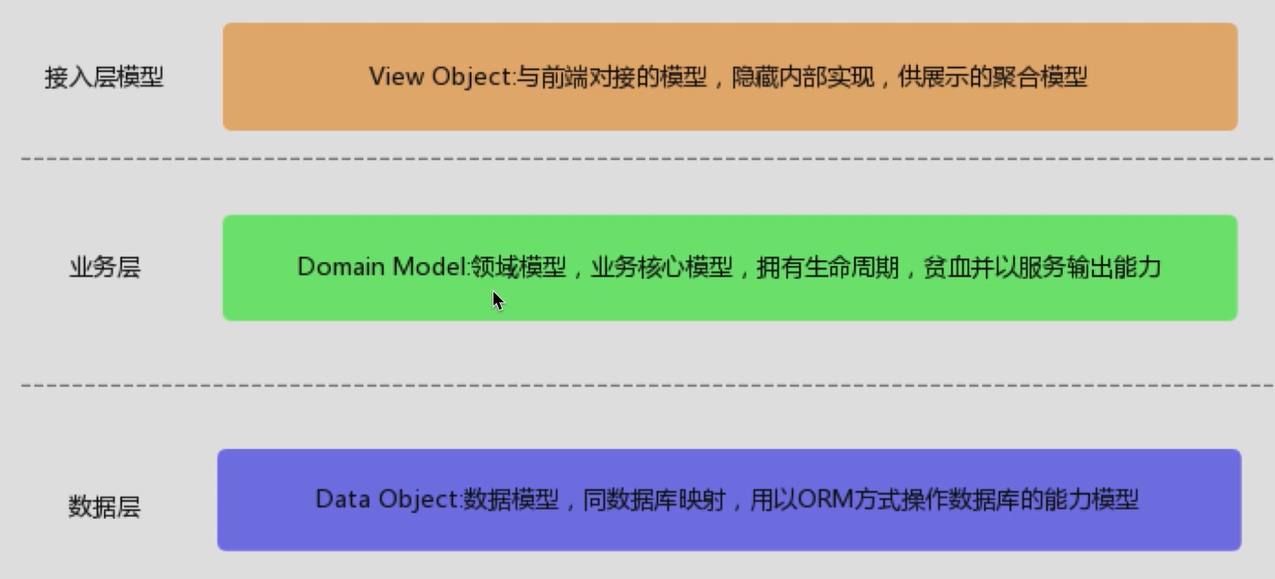 接入层模型
View Object:与前端对接的模型，隐藏内部实现，供展示的聚合模型
业务层
Domain Model:领域模型，业务核心模型，拥有生命周期，贫血并以服务输出能力
数据层
Data Object:数据模型，同数据库映射，用以ORM方式操作数据库的能力模型